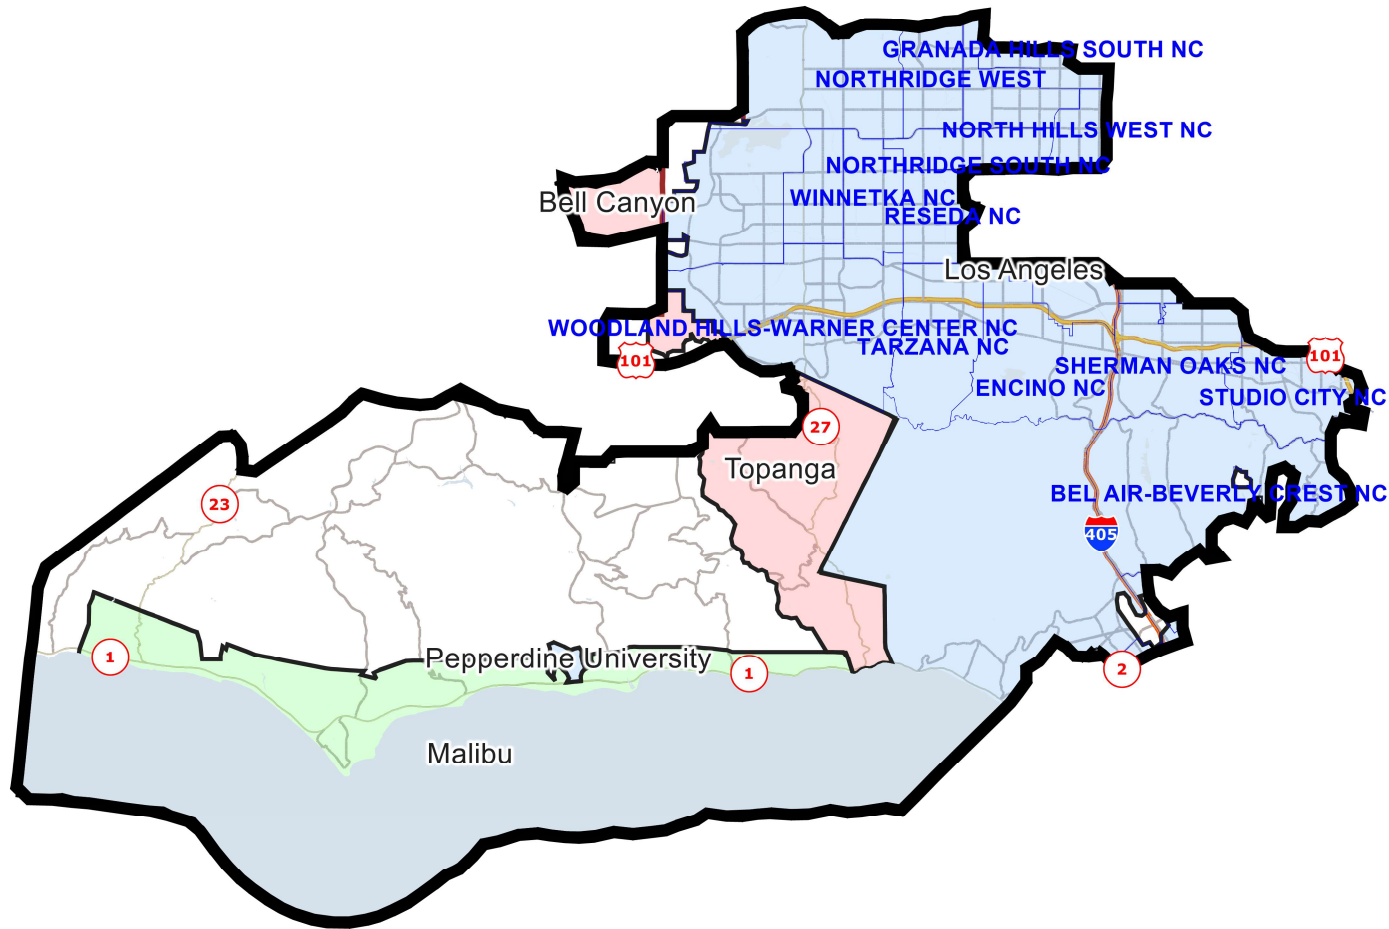 GRANADA HILLS SOUTH NC
NORTHRIDGE WEST
NORTH HILLS WEST NC
NORTHRIDGE SOUTH NC
WINNETKA NC
Bell Canyon
RESEDA NC
Los Angeles
WOODLAND HILLS-WARNER CENTER NC
TARZANA NC
101
101
SHERMAN OAKS NC
ENCINO NC
STUDIO CITY NC
27
Topanga
BEL AIR-BEVERLY CREST NC
23
405
1
Pepperdine University
1
2
Malibu